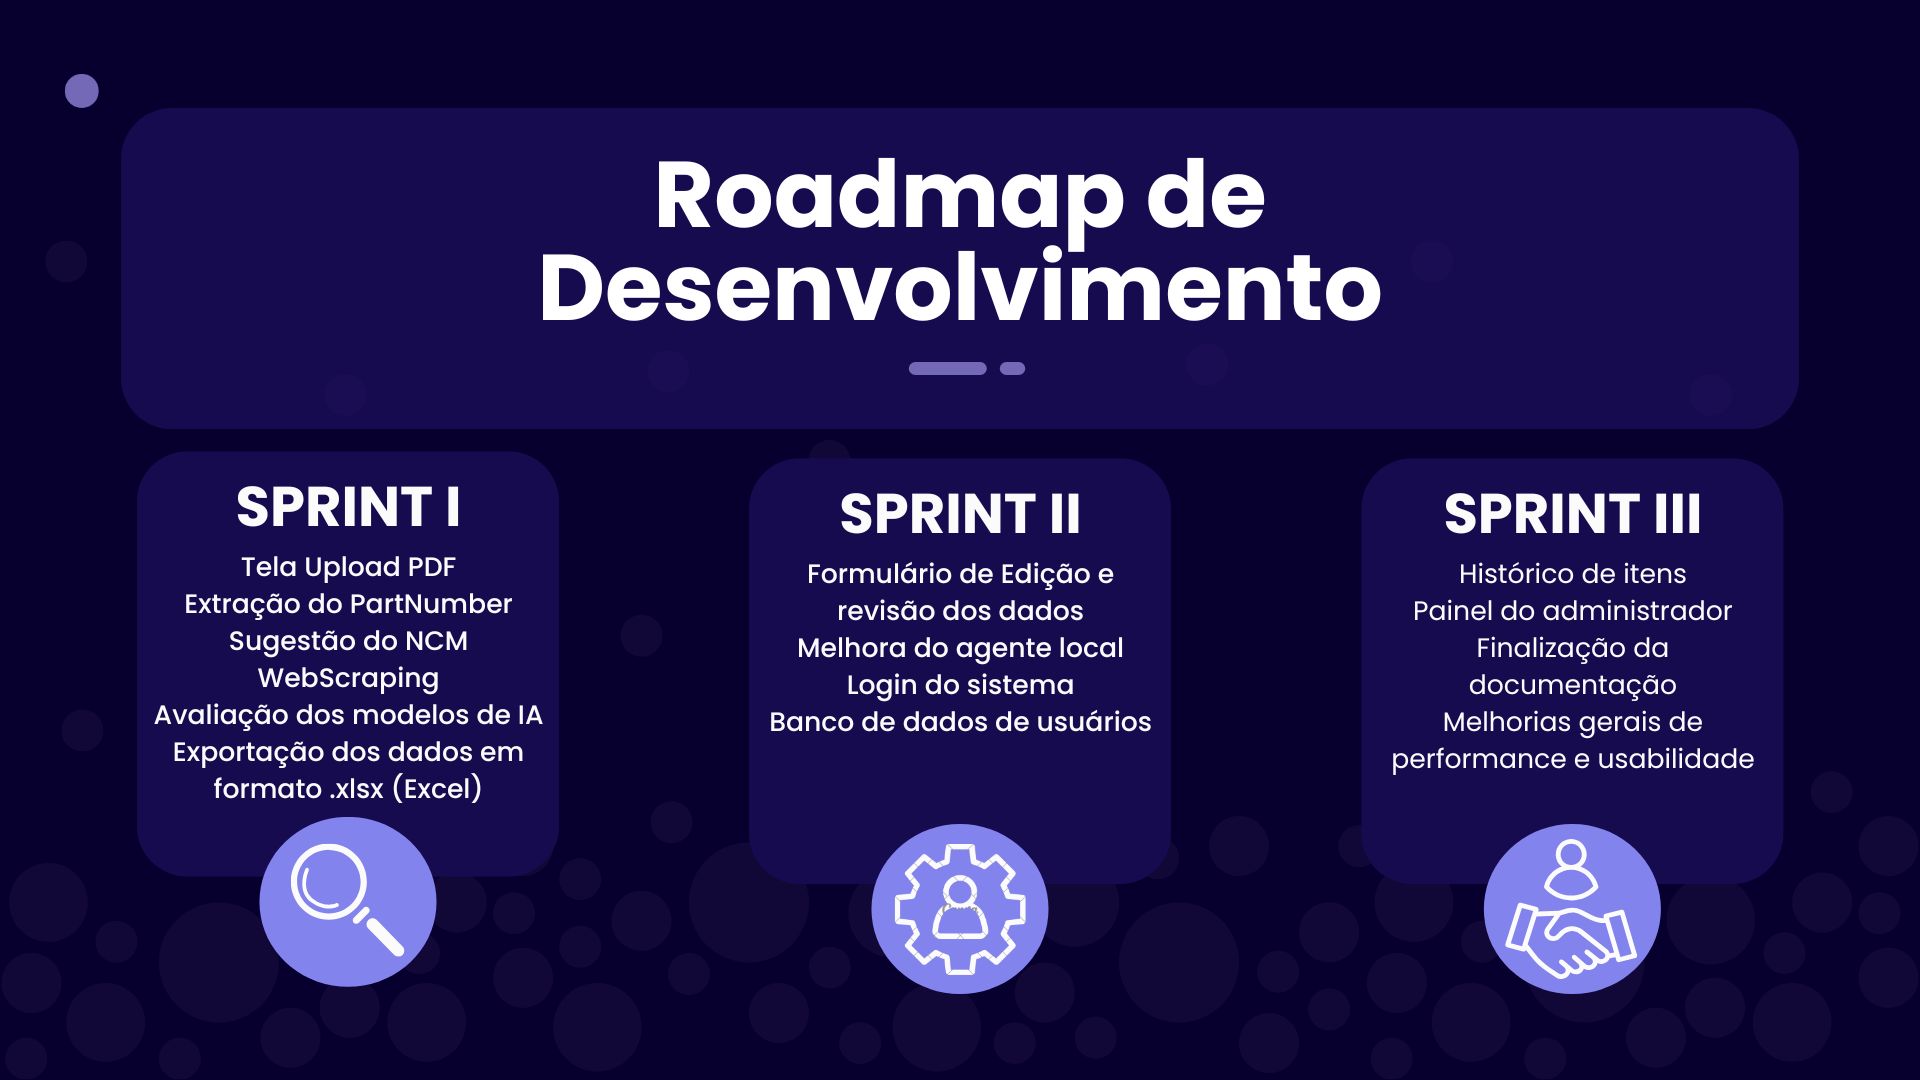 Roadmap de
Desenvolvimento
SPRINT I
Tela Upload PDF
Extração do PartNumber
Sugestão do NCM
WebScraping
Avaliação dos modelos de IA
Exportação dos dados em
formato .xlsx (Excel)
SPRINT II
Formulário de Edição e
revisão dos dados
Melhora do agente local
Login do sistema
Banco de dados de usuários
SPRINT III
Histórico de itens
Painel do administrador
Finalização da
documentação
Melhorias gerais de
performance e usabilidade